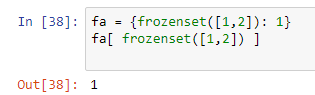 In [38]: fa = {frozenset([1,2]): 1}
fa[ frozenset([1,2]) ]
Out[38]: 1